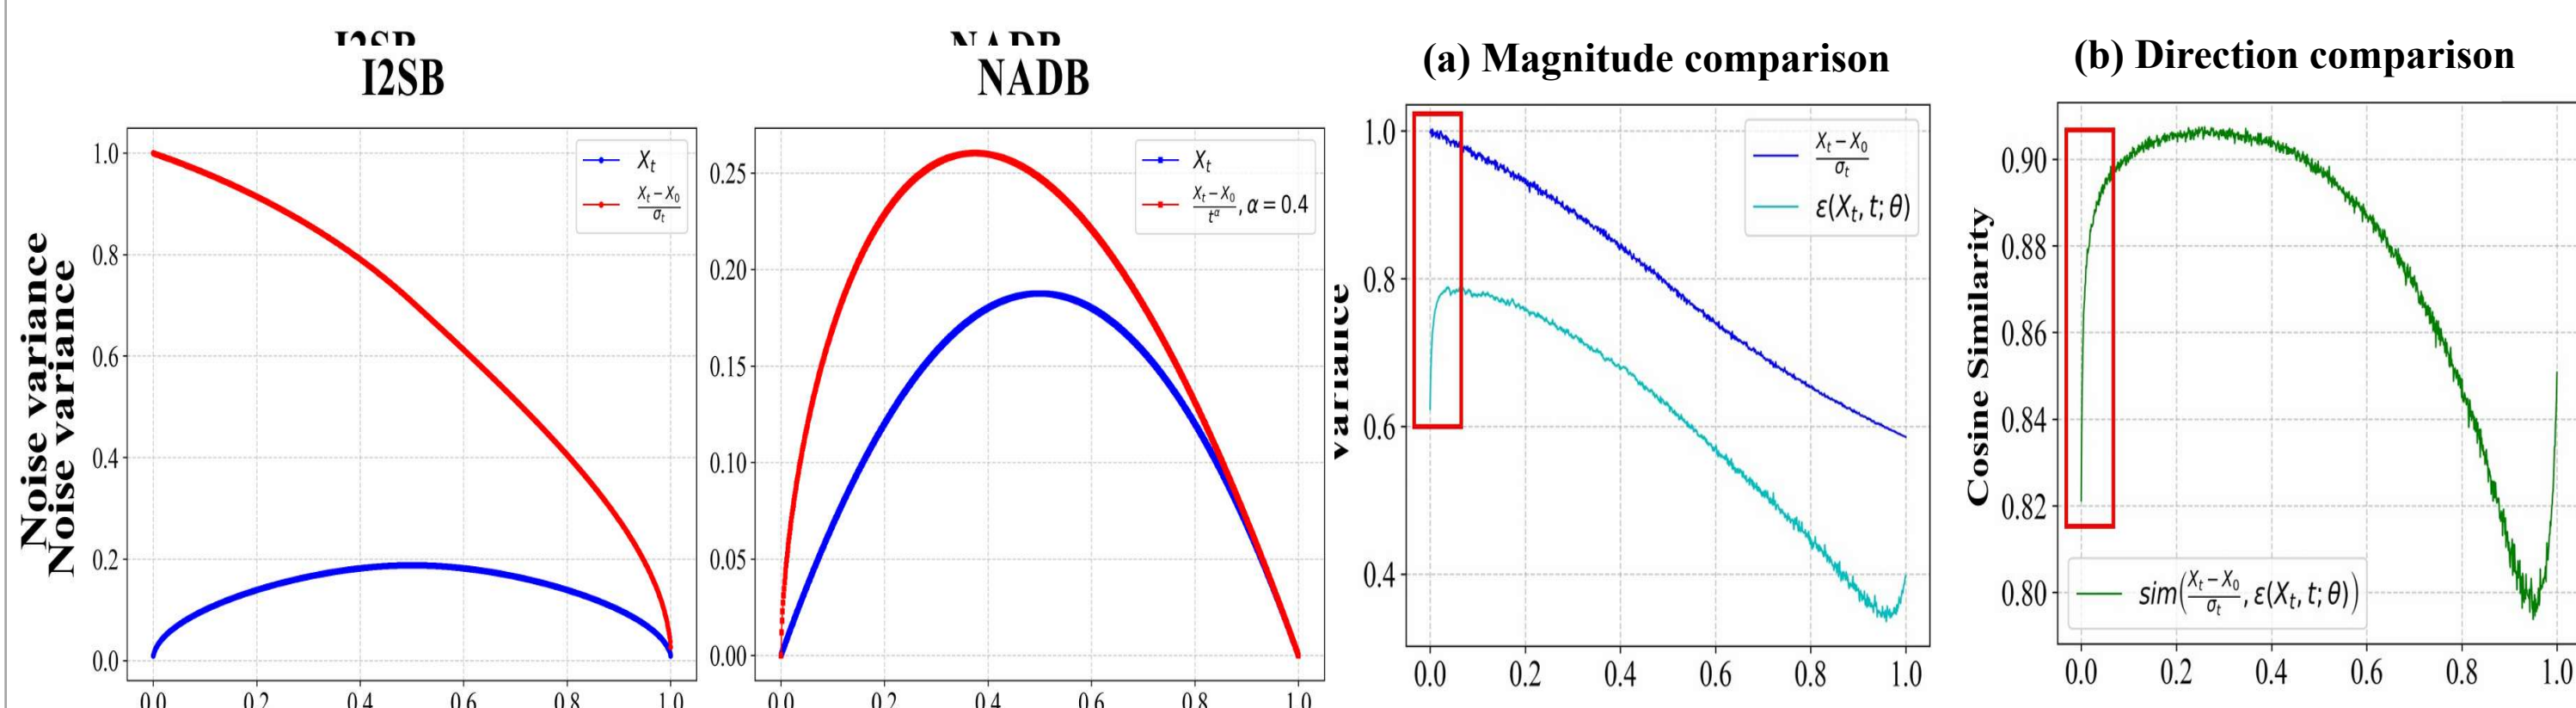 I2SB
I2SB
Noise variance
Noise variance
1.0
0.8
0.6
0.4
0.2
0.0
0.0 0.2 0.4 0.6 0.8 1.0
X_t
(X_t − X_0)/σ_t
NADB
NADB
0.25
0.20
0.15
0.10
0.05
0.00
0.0 0.2 0.4 0.6 0.8 1.0
X_t
(X_t − X_0)/t^α, α = 0.4
(a) Magnitude comparison
variance
1.0
0.8
0.6
0.4
0.0 0.2 0.4 0.6 0.8 1.0
(X_t − X_0)/σ_t
ε(X_t, t; θ)
(b) Direction comparison
Cosine Similarity
0.90
0.88
0.86
0.84
0.82
0.80
0.0 0.2 0.4 0.6 0.8 1.0
sim((X_t − X_0)/σ_t, ε(X_t, t; θ))